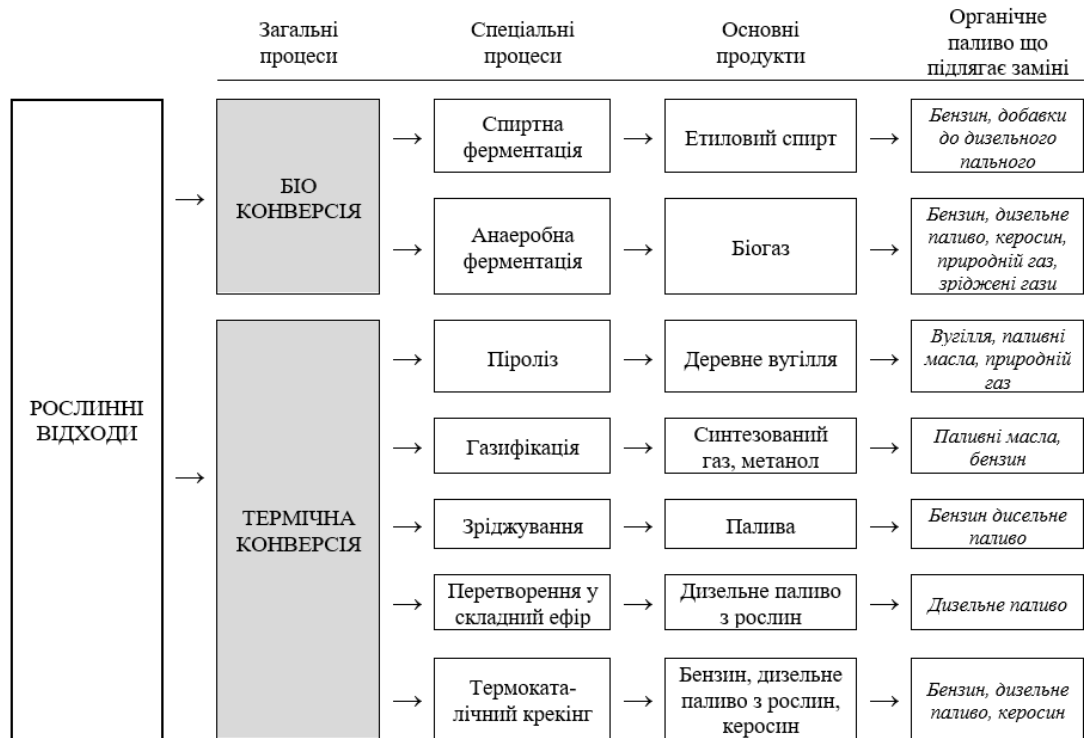 Загальні
процеси
Спеціальні
процеси
Основні
продукти
Органічне
паливо що
підлягає заміні
РОСЛИННІ
ВІДХОДИ
→
БІО
КОНВЕРСІЯ
→
Спиртна
ферментація
→
Етиловий спирт
→
Бензин, добавки
до дизельного
пального
→
Анаеробна
ферментація
→
Біогаз
→
Бензин, дизельне
паливо, керосин,
природній газ,
зріджені гази
→
ТЕРМІЧНА
КОНВЕРСІЯ
→
Піроліз
→
Деревне вугілля
→
Вугілля, паливні
масла, природній
газ
→
Газифікація
→
Синтезований
газ, метанол
→
Паливні масла,
бензин
→
Зріджування
→
Палива
→
Бензин дисельне
паливо
→
Перетворення у
складний ефір
→
Дизельне паливо
з рослин
→
Дизельне паливо
→
Термоката-
лічний крекінг
→
Бензин, дизельне
паливо з рослин,
керосин
→
Бензин, дизельне
паливо, керосин